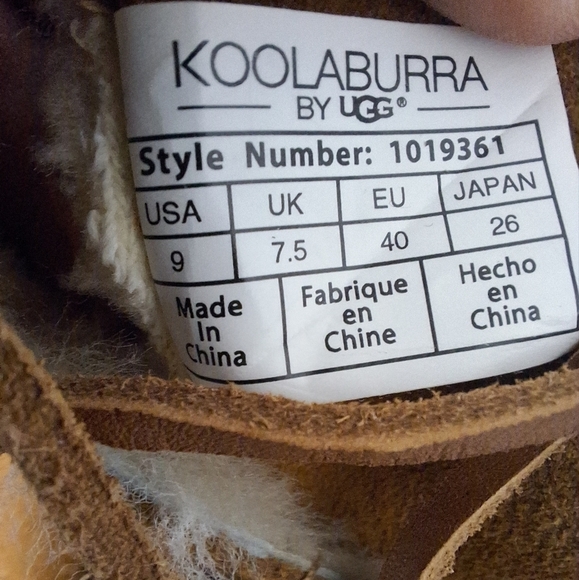 KOOLABURRA
BY UGG®
Style Number: 1019361
USA UK EU JAPAN
9 7.5 40 26
Made In China
Fabrique en Chine
Hecho en China